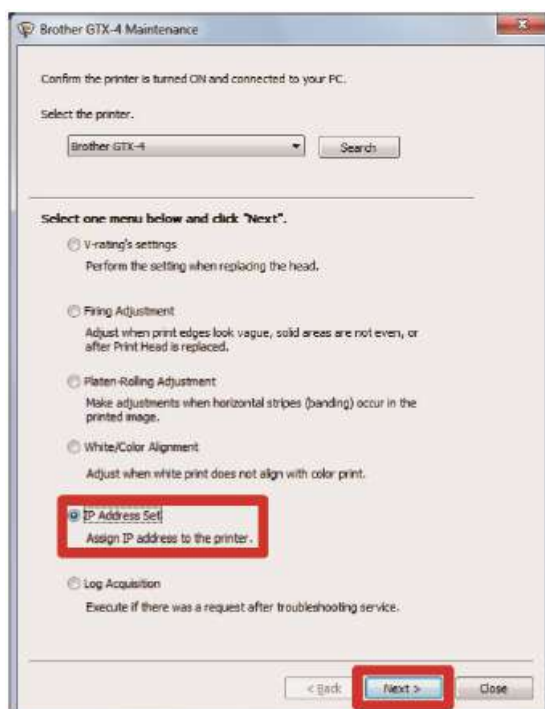 Brother GTX-4 Maintenance
Confirm the printer is turned ON and connected to your PC.
Select the printer.
Brother GTX-4
Search
Select one menu below and click "Next".
V-rating's settings
Perform the setting when replacing the head.
Firing Adjustment
Adjust when print edges look vague, solid areas are not even, or
after Print Head is replaced.
Platen-Rolling Adjustment
Make adjustments when horizontal stripes (banding) occur in the
printed image.
White/Color Alignment
Adjust when white print does not align with color print.
IP Address Set
Assign IP address to the printer.
Log Acquisition
Execute if there was a request after troubleshooting service.
< Back
Next >
Close